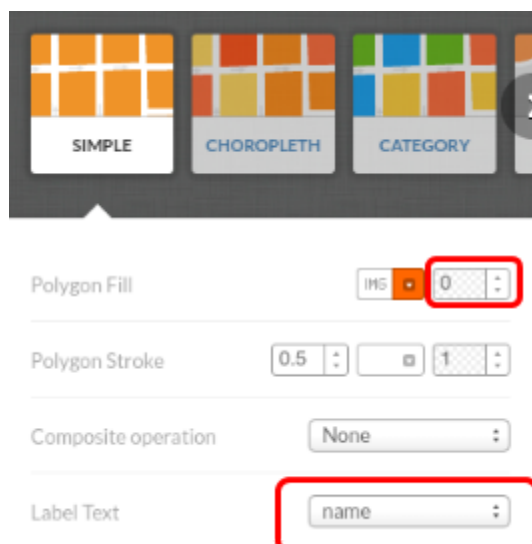 SIMPLE CHOROPLETH CATEGORY
Polygon Fill IMG 0
Polygon Stroke 0.5 1
Composite operation None
Label Text name